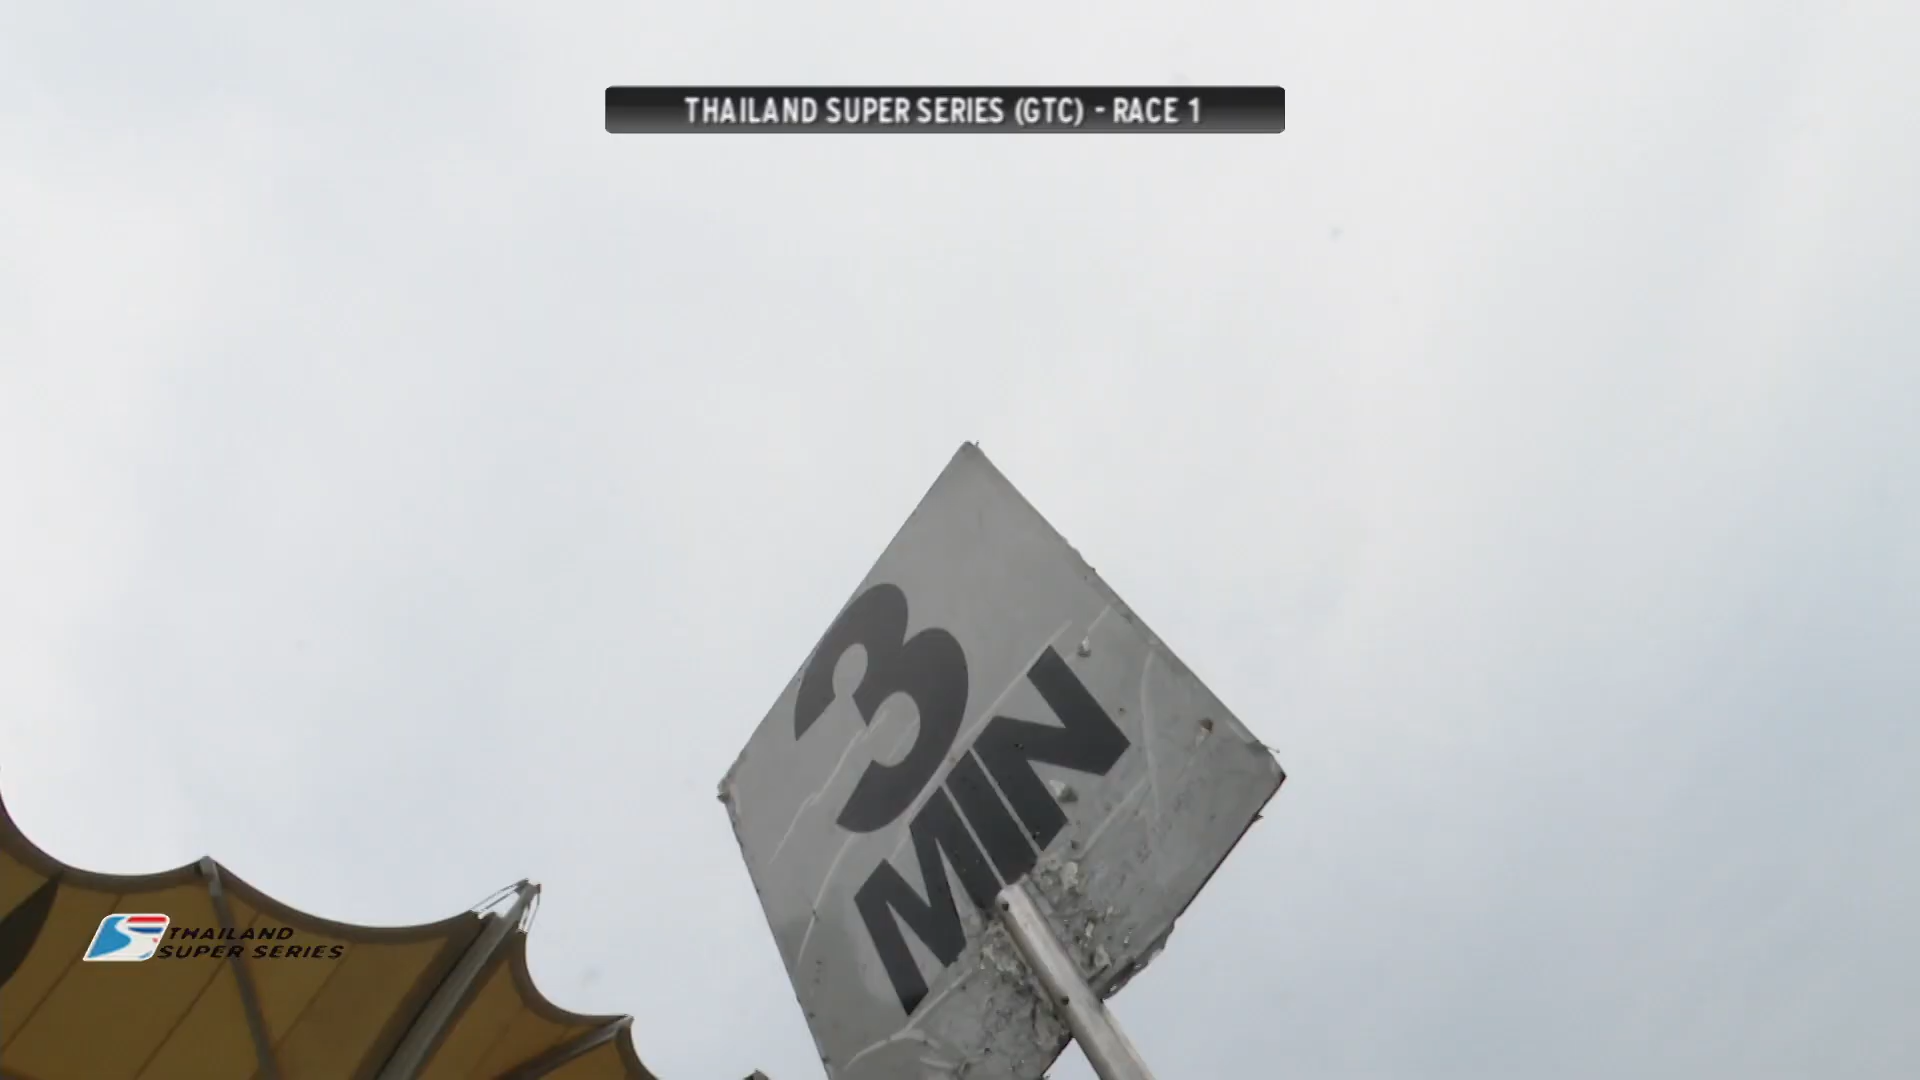 THAILAND SUPER SERIES (GTC) - RACE 1
3
MIN
THAILAND
SUPER SERIES